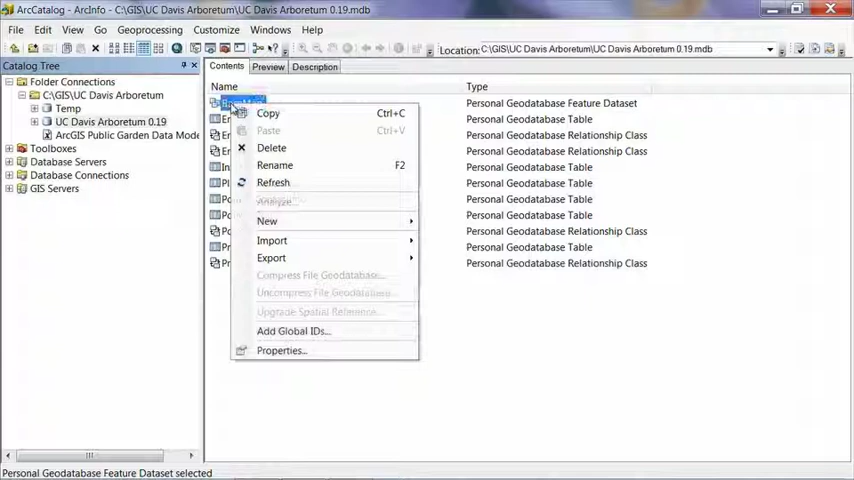 ArcCatalog - ArcInfo - C:\GIS\UC Davis Arboretum\UC Davis Arboretum 0.19.mdb
File Edit View Go Geoprocessing Customize Windows Help
Location: C:\GIS\UC Davis Arboretum\UC Davis Arboretum 0.19.mdb
Catalog Tree
Contents Preview Description
Folder Connections
C:\GIS\UC Davis Arboretum
Temp
UC Davis Arboretum 0.19
ArcGIS Public Garden Data Mode
Toolboxes
Database Servers
Database Connections
GIS Servers
Name Type
Personal Geodatabase Feature Dataset
Personal Geodatabase Table
Personal Geodatabase Relationship Class
Personal Geodatabase Relationship Class
Personal Geodatabase Table
Personal Geodatabase Table
Personal Geodatabase Table
Personal Geodatabase Table
Personal Geodatabase Relationship Class
Personal Geodatabase Table
Personal Geodatabase Relationship Class
Copy Ctrl+C
Paste Ctrl+V
Delete
Rename F2
Refresh
Analyze...
New
Import
Export
Compress File Geodatabase...
Uncompress File Geodatabase...
Upgrade Spatial Reference...
Add Global IDs...
Properties...
Personal Geodatabase Feature Dataset selected